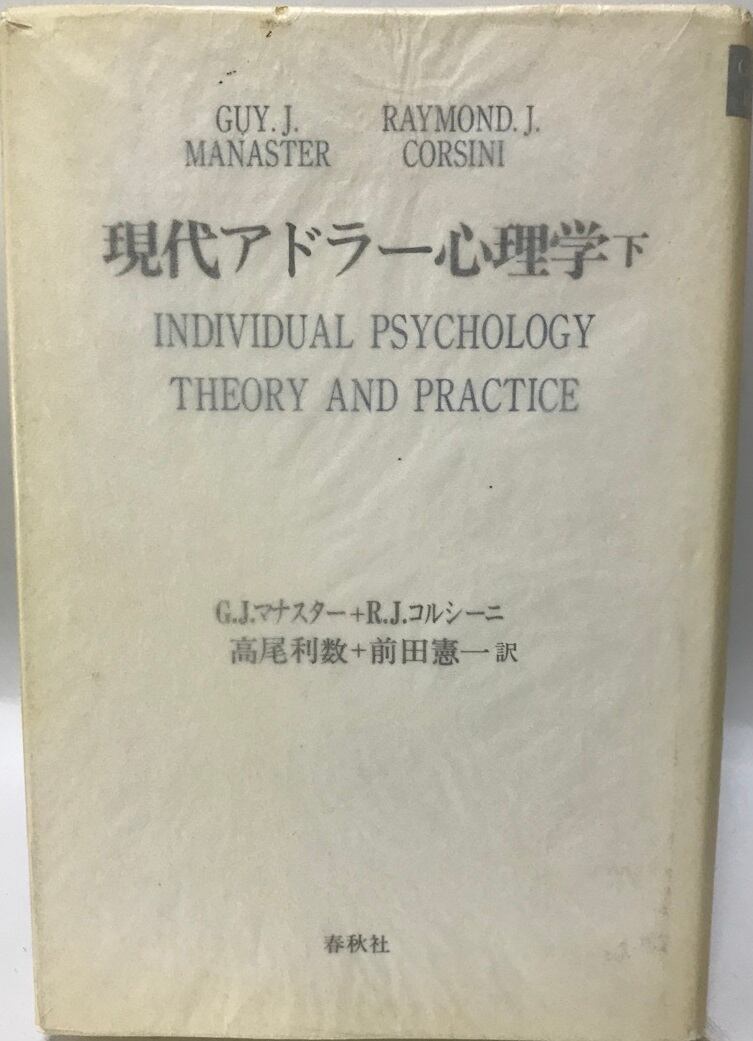 GUY. J. RAYMOND. J.
MANASTER CORSINI
現代アドラー心理学下
INDIVIDUAL PSYCHOLOGY
THEORY AND PRACTICE
G.J.マナスター+R.J.コルシーニ
高尾利数+前田憲一訳
春秋社